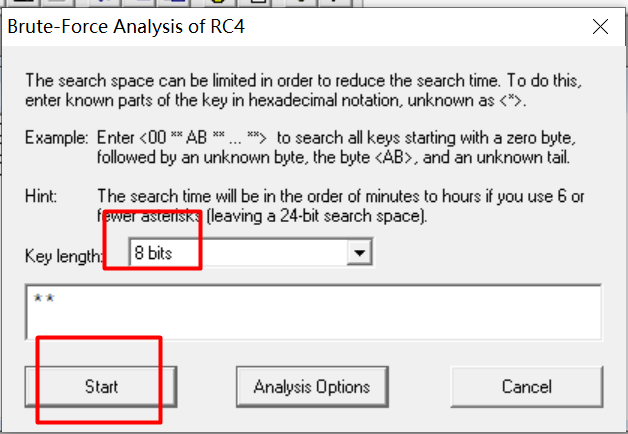 Brute-Force Analysis of RC4
The search space can be limited in order to reduce the search time. To do this,
enter known parts of the key in hexadecimal notation, unknown as <*>.
Example: Enter <00 ** AB ** ... **> to search all keys starting with a zero byte,
followed by an unknown byte, the byte <AB>, and an unknown tail.
Hint: The search time will be in the order of minutes to hours if you use 6 or
fewer asterisks (leaving a 24-bit search space).
Key length: 8 bits
**
Start Analysis Options Cancel